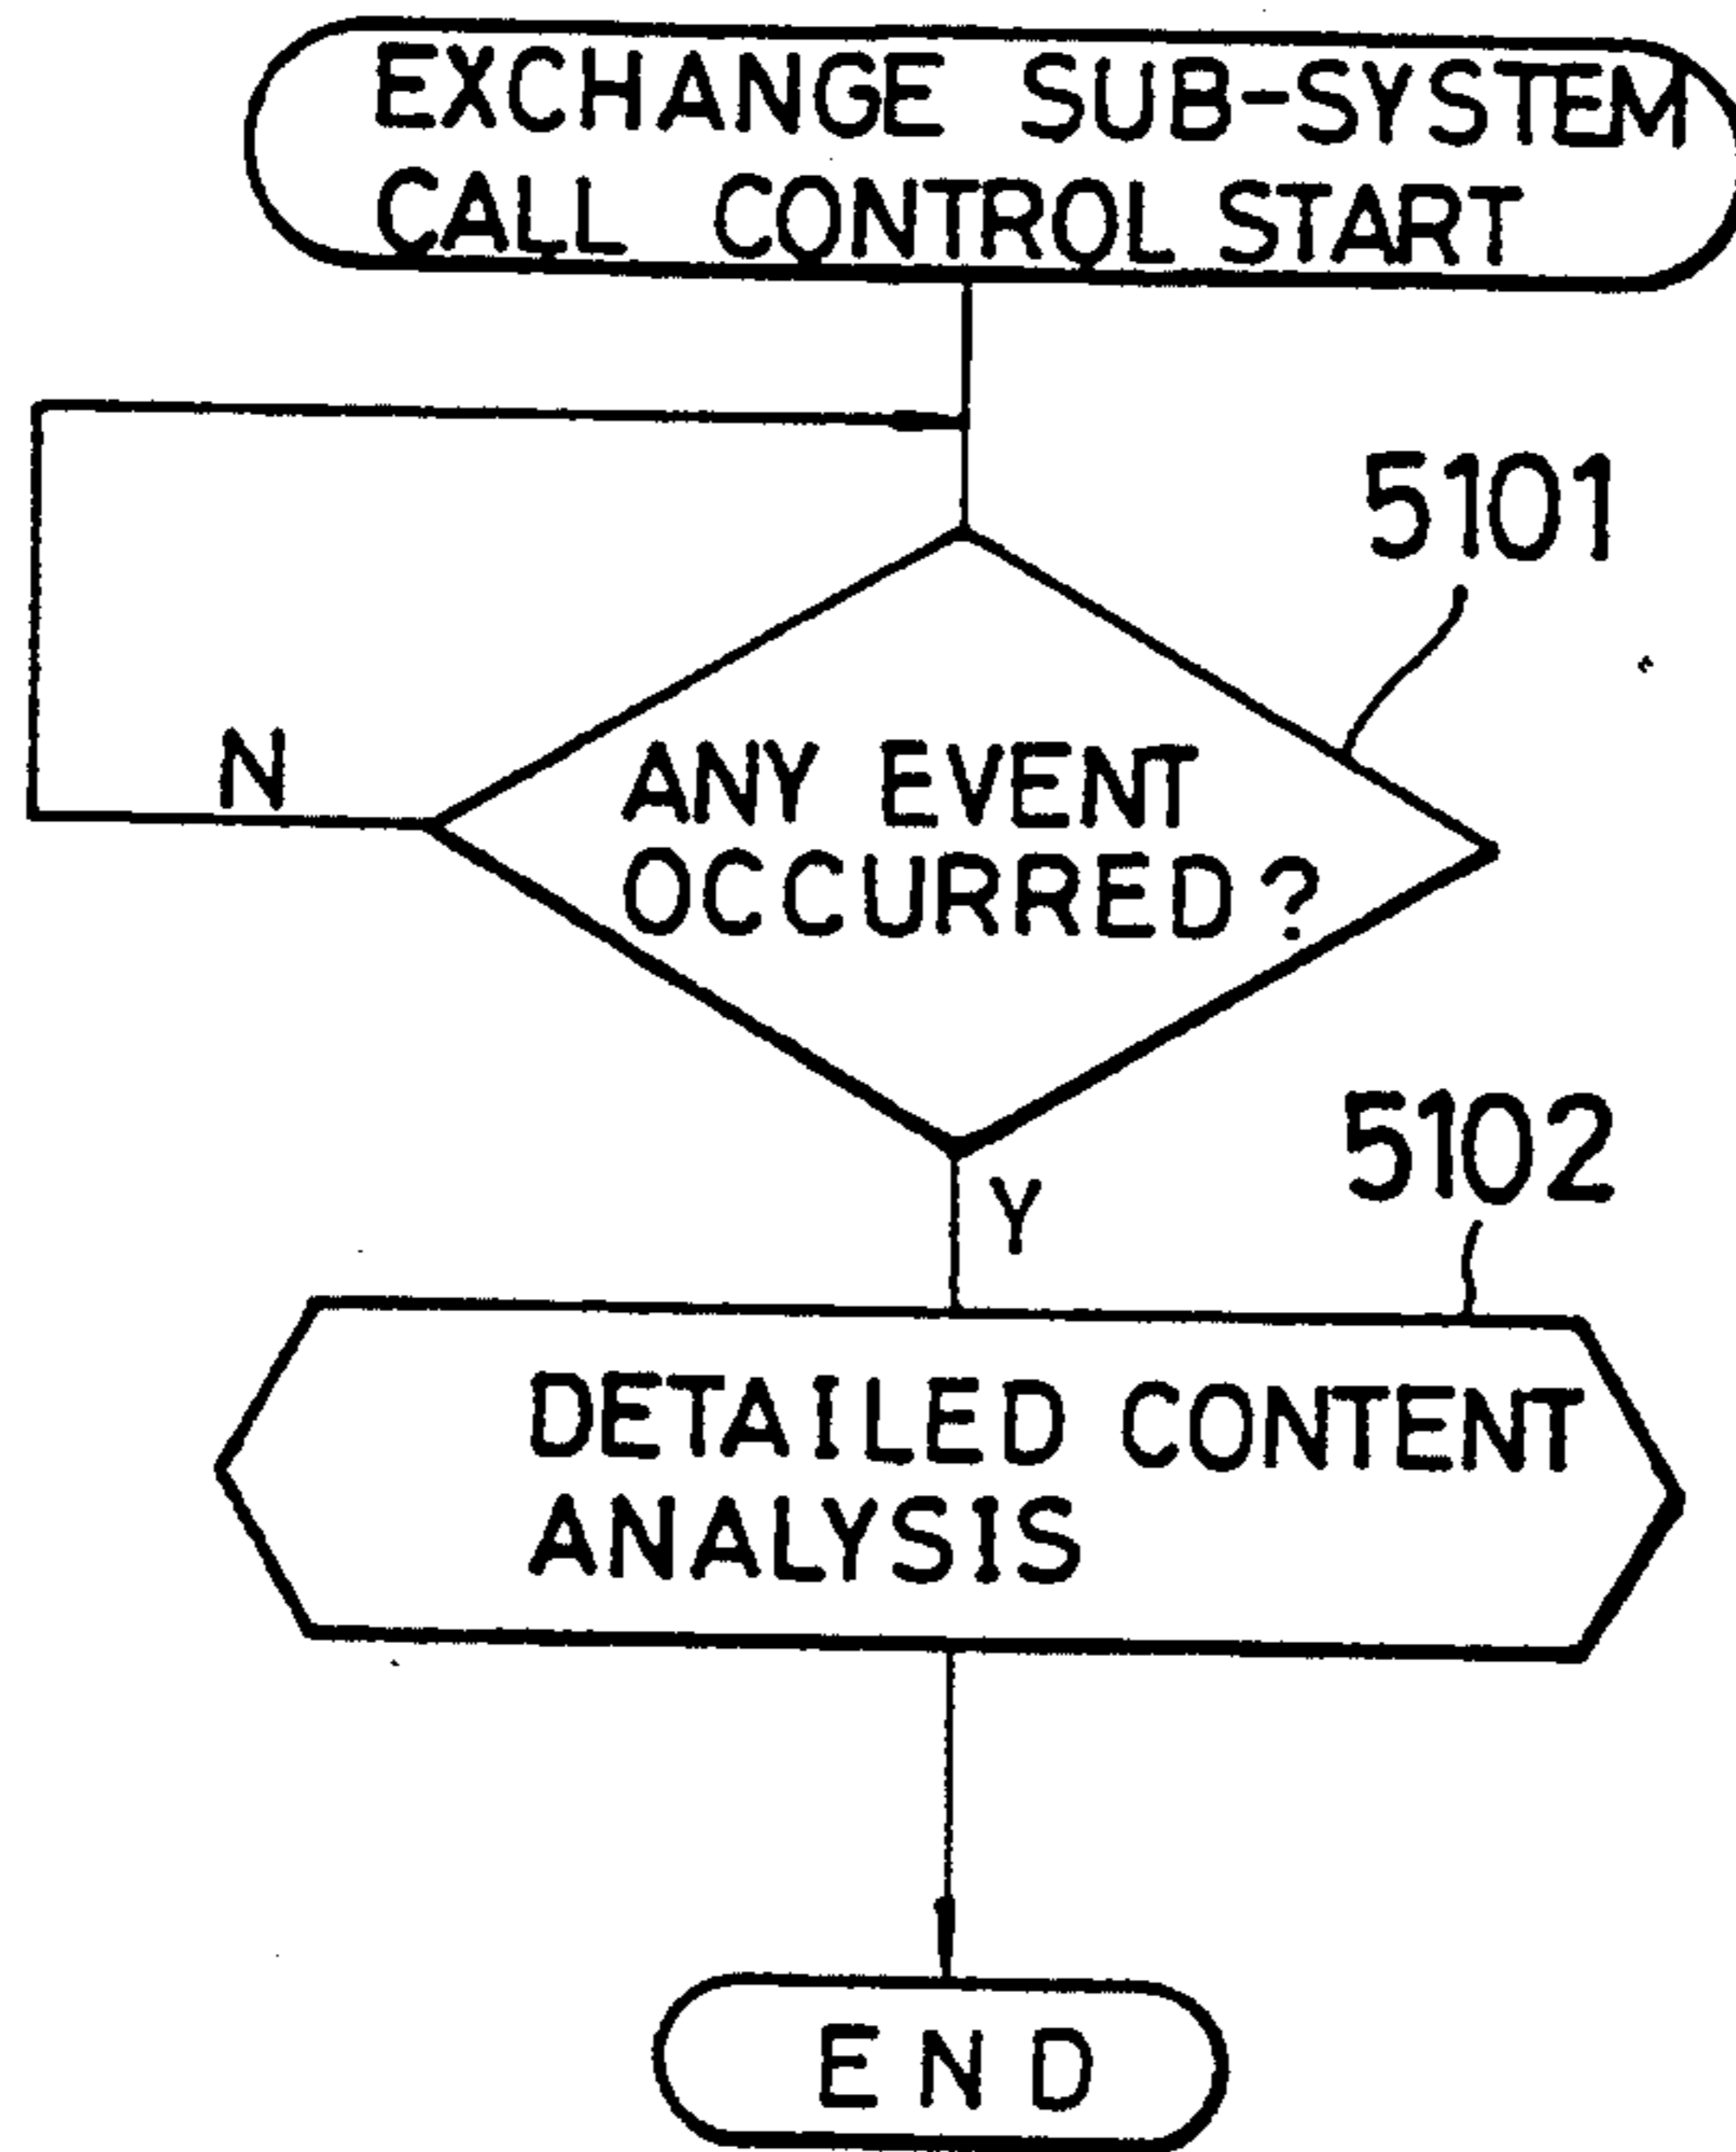 EXCHANGE SUB-SYSTEM
CALL CONTROL START
5101
N
ANY EVENT
OCCURRED?
5102
Y
DETAILED CONTENT
ANALYSIS
END